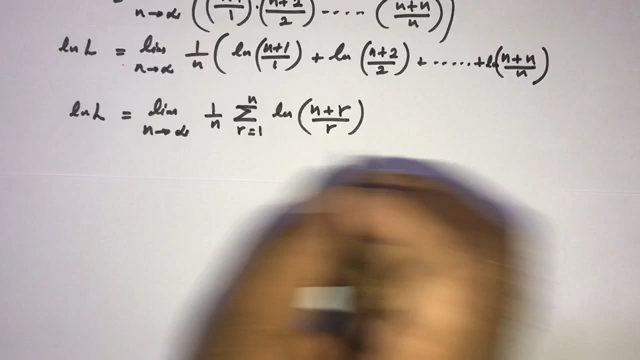 lim n→∞ ((n+1)/1) · ((n+2)/2) - - - - ((n+n)/n))
ln L = lim n→∞ 1/n ( ln ((n+1)/1) + ln ((n+2)/2) + - - - - - + ln ((n+n)/n) )
ln L = lim n→∞ 1/n Σ r=1 n ln ((n+r)/r)